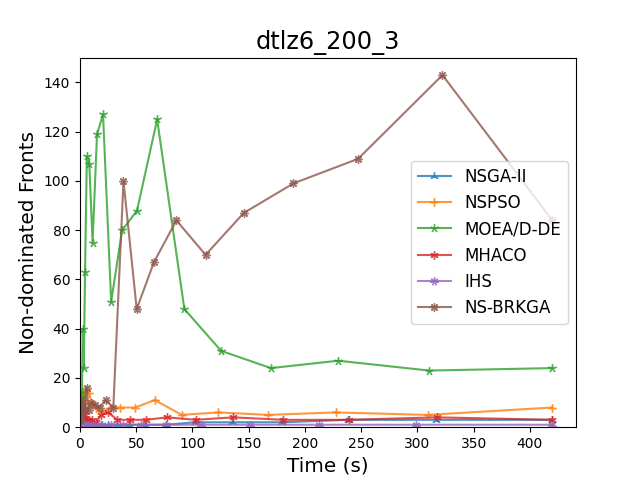 dtlz6_200_3
Non-dominated Fronts
140
120
100
80
60
40
20
0
0 50 100 150 200 250 300 350 400
Time (s)
NSGA-II
NSPSO
MOEA/D-DE
MHACO
IHS
NS-BRKGA